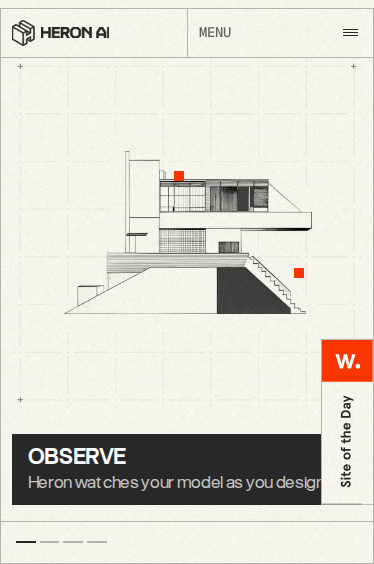 HERON AI
MENU
W.
Site of the Day
OBSERVE
Heron watches your model as you design